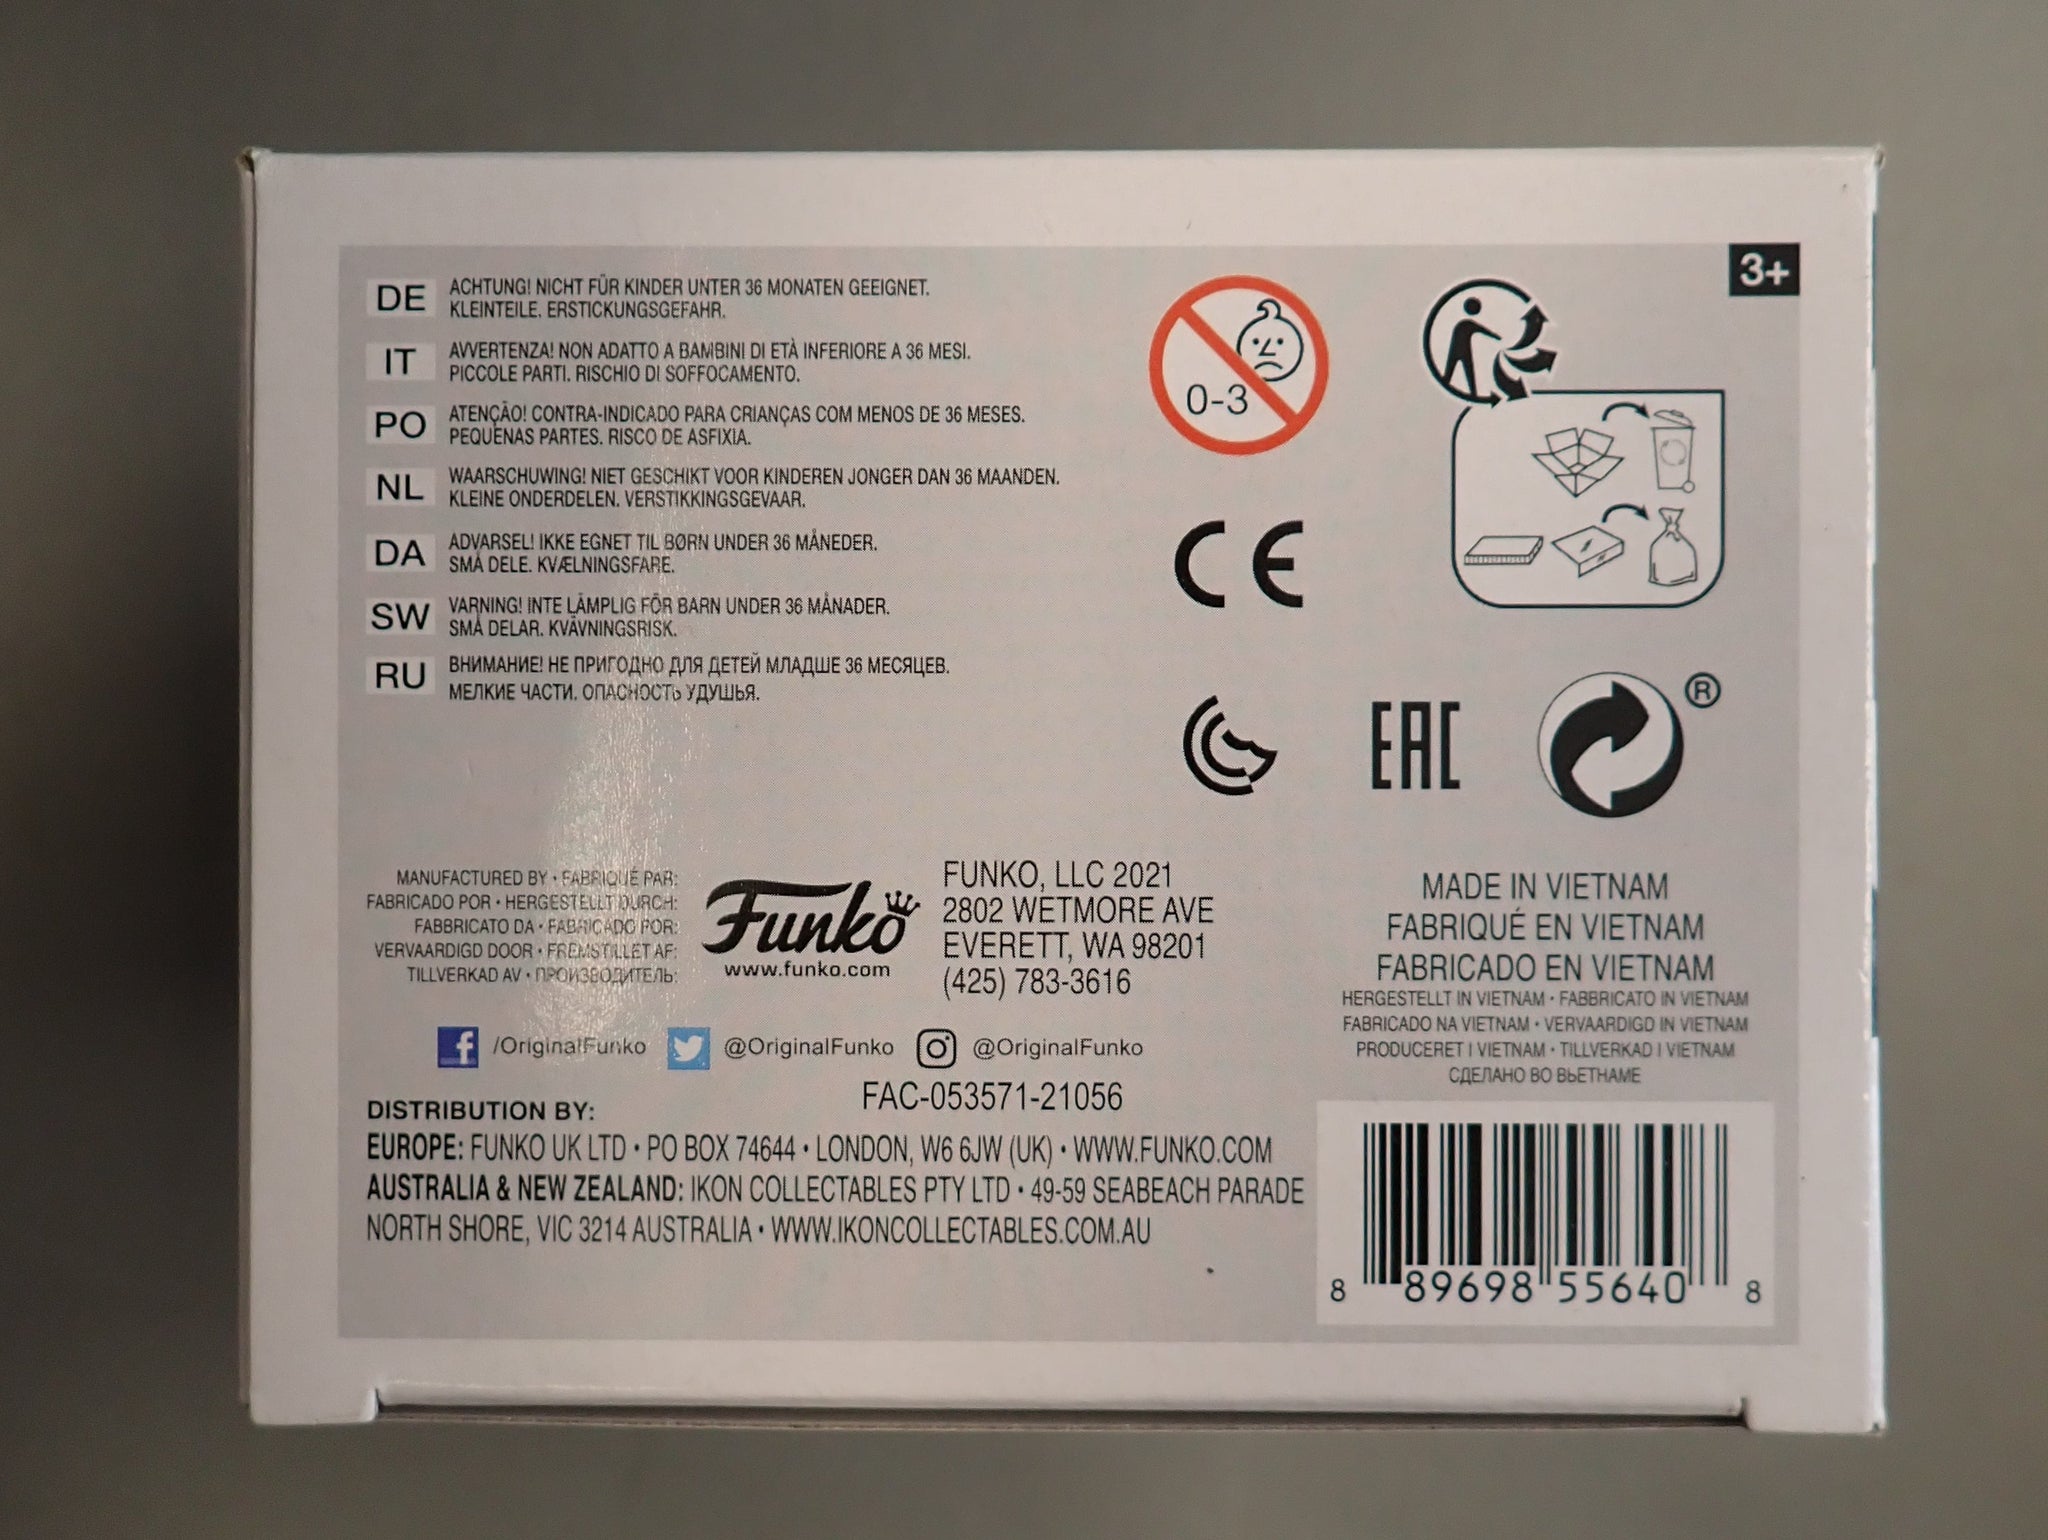 3+
DE ACHTUNG! NICHT FÜR KINDER UNTER 36 MONATEN GEEIGNET.
KLEINTEILE. ERSTICKUNGSGEFAHR.
IT AVVERTENZA! NON ADATTO A BAMBINI DI ETÀ INFERIORE A 36 MESI.
PICCOLE PARTI. RISCHIO DI SOFFOCAMENTO.
PO ATENÇÃO! CONTRA-INDICADO PARA CRIANÇAS COM MENOS DE 36 MESES.
PEQUENAS PARTES. RISCO DE ASFIXIA.
NL WAARSCHUWING! NIET GESCHIKT VOOR KINDEREN JONGER DAN 36 MAANDEN.
KLEINE ONDERDELEN. VERSTIKKINGSGEVAAR.
DA ADVARSEL! IKKE EGNET TIL BØRN UNDER 36 MÅNEDER.
SMÅ DELE. KVÆLNINGSFARE.
SW VARNING! INTE LÄMPLIG FÖR BARN UNDER 36 MÅNADER.
SMÅ DELAR. KVÄVNINGSRISK.
RU ВНИМАНИЕ! НЕ ПРИГОДНО ДЛЯ ДЕТЕЙ МЛАДШЕ 36 МЕСЯЦЕВ.
МЕЛКИЕ ЧАСТИ. ОПАСНОСТЬ УДУШЬЯ.
0-3
CE
EAC
®
MANUFACTURED BY • FABRIQUÉ PAR:
FABRICADO POR • HERGESTELLT DURCH:
FABBRICATO DA • FABRICADO POR:
VERVAARDIGD DOOR • FREMSTILLET AF:
TILLVERKAD AV • ПРОИЗВОДИТЕЛЬ:
Funko
www.funko.com
FUNKO, LLC 2021
2802 WETMORE AVE
EVERETT, WA 98201
(425) 783-3616
/OriginalFunko @OriginalFunko @OriginalFunko
FAC-053571-21056
DISTRIBUTION BY:
EUROPE: FUNKO UK LTD • PO BOX 74644 • LONDON, W6 6JW (UK) • WWW.FUNKO.COM
AUSTRALIA & NEW ZEALAND: IKON COLLECTABLES PTY LTD • 49-59 SEABEACH PARADE
NORTH SHORE, VIC 3214 AUSTRALIA • WWW.IKONCOLLECTABLES.COM.AU
MADE IN VIETNAM
FABRIQUÉ EN VIETNAM
FABRICADO EN VIETNAM
HERGESTELLT IN VIETNAM • FABBRICATO IN VIETNAM
FABRICADO NA VIETNAM • VERVAARDIGD IN VIETNAM
PRODUCERET I VIETNAM • TILLVERKAD I VIETNAM
СДЕЛАНО ВО ВЬЕТНАМЕ
8 89698 55640 8